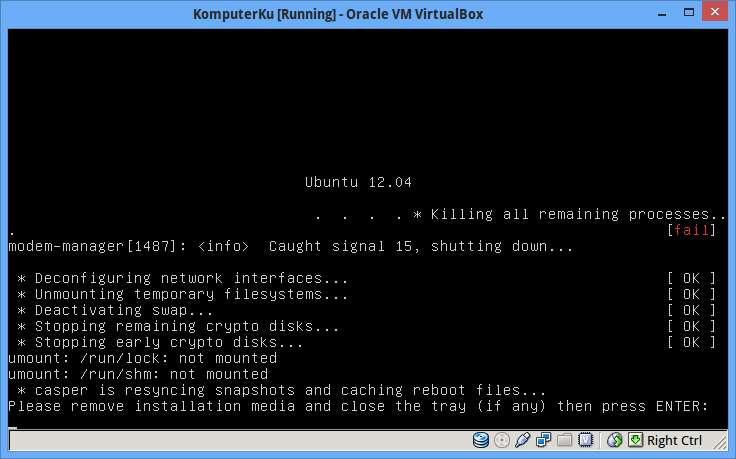 KomputerKu [Running] - Oracle VM VirtualBox
Ubuntu 12.04
. . . . * Killing all remaining processes..
. [fail]
modem-manager[1487]: <info>  Caught signal 15, shutting down...
* Deconfiguring network interfaces... [ OK ]
* Unmounting temporary filesystems... [ OK ]
* Deactivating swap... [ OK ]
* Stopping remaining crypto disks... [ OK ]
* Stopping early crypto disks... [ OK ]
umount: /run/lock: not mounted
umount: /run/shm: not mounted
* casper is resyncing snapshots and caching reboot files...
Please remove installation media and close the tray (if any) then press ENTER:
Right Ctrl